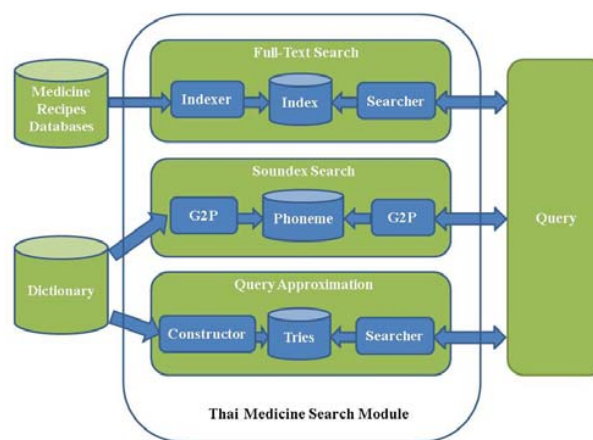 Full-Text Search
Medicine
Recipes
Databases
Indexer
Index
Searcher
Soundex Search
G2P
Phoneme
G2P
Query
Dictionary
Query Approximation
Constructor
Tries
Searcher
Thai Medicine Search Module